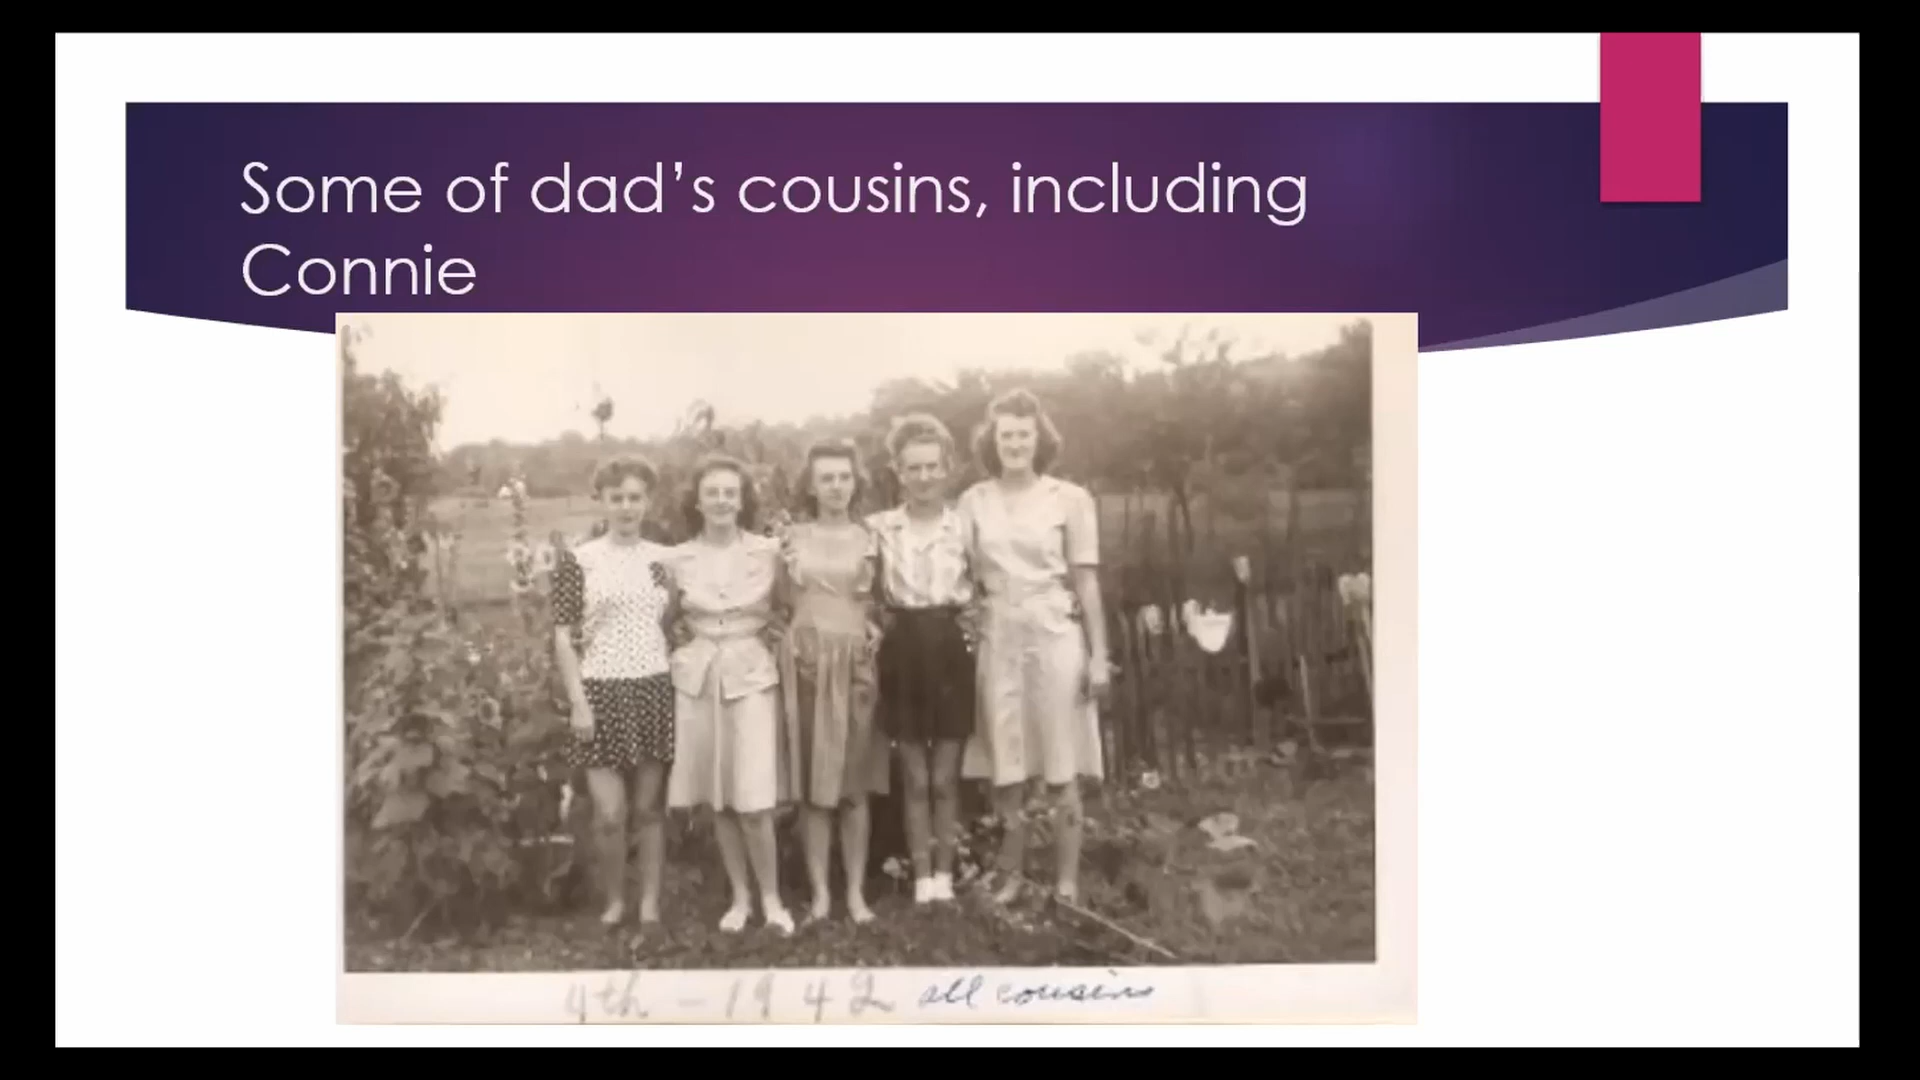 Some of dad’s cousins, including
Connie
4th - 1942 all cousins